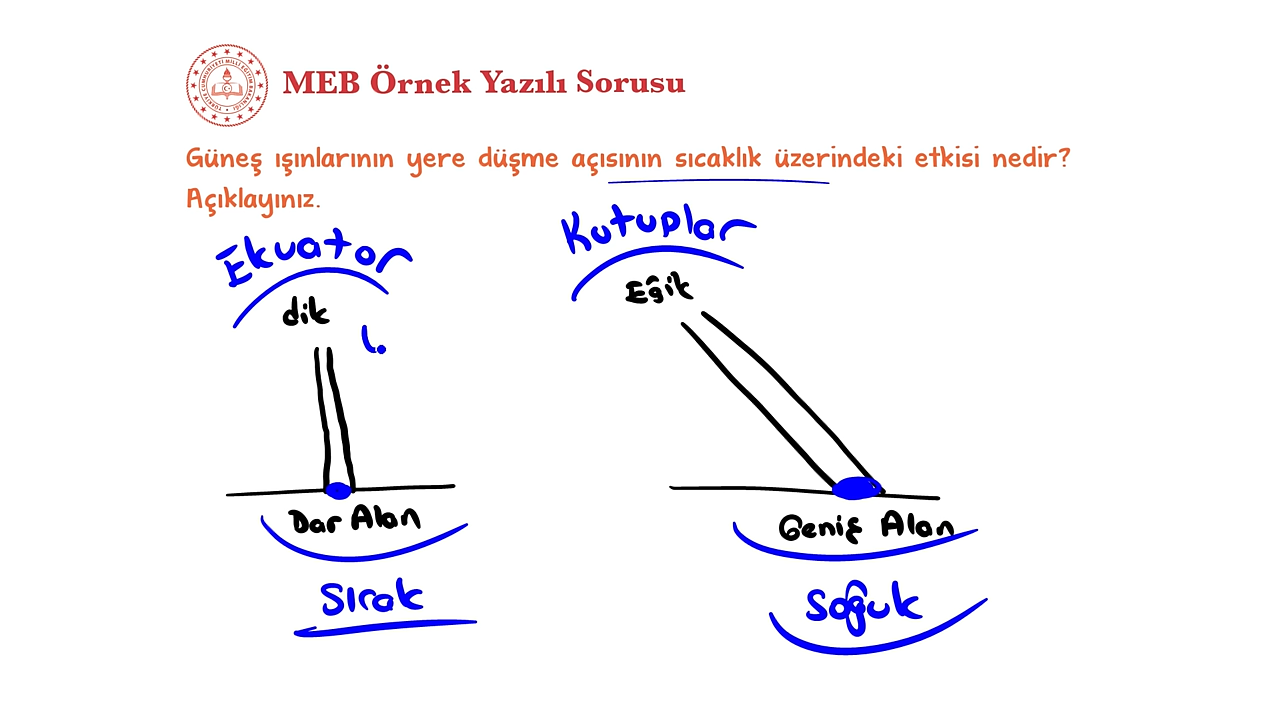 MEB Örnek Yazılı Sorusu
Güneş ışınlarının yere düşme açısının sıcaklık üzerindeki etkisi nedir?
Açıklayınız.
Ekuator
Kutuplar
dik
Eğik
Dar Alan
Geniş Alan
Sıcak
Soğuk